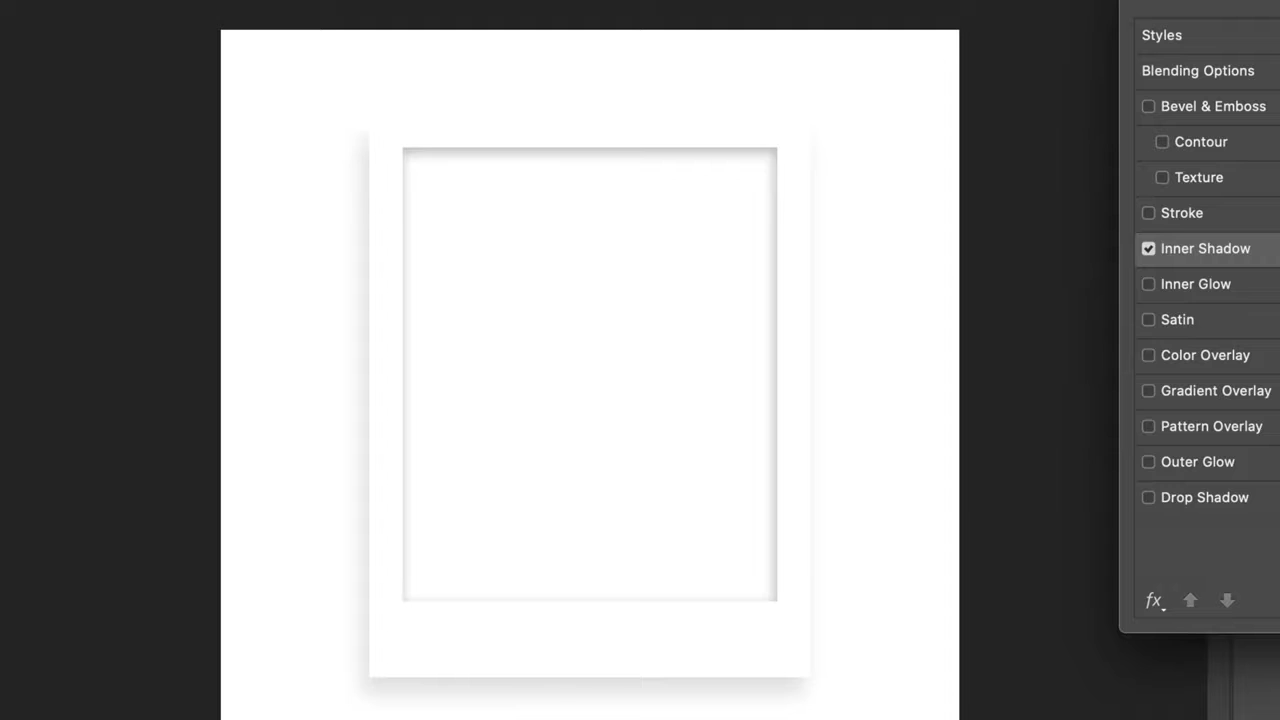 Styles
Blending Options
Bevel & Emboss
Contour
Texture
Stroke
Inner Shadow
Inner Glow
Satin
Color Overlay
Gradient Overlay
Pattern Overlay
Outer Glow
Drop Shadow
fx